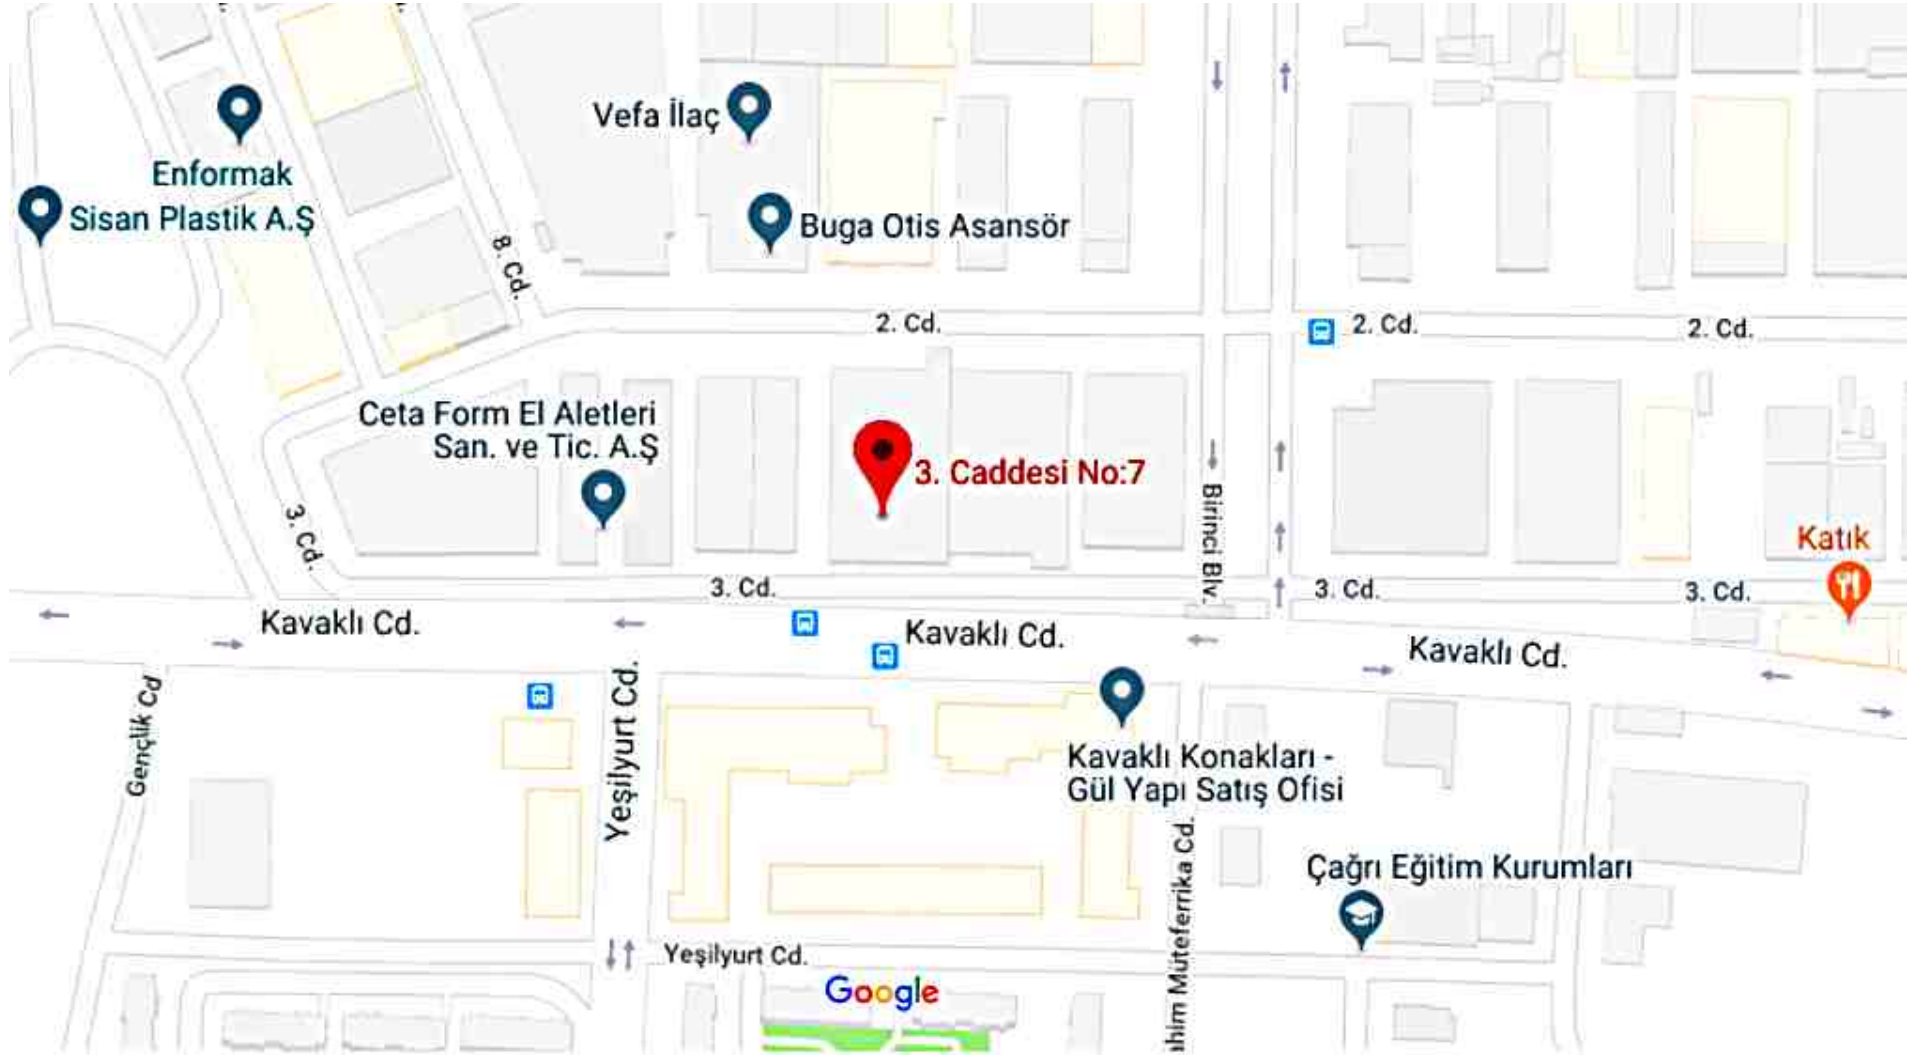 Vefa İlaç
Enformak
Sisan Plastik A.Ş
Buga Otis Asansör
8. Cd.
2. Cd.
2. Cd.
2. Cd.
Ceta Form El Aletleri
San. ve Tic. A.Ş
3. Caddesi No:7
Birinci Blv.
3. Cd.
Katık
3. Cd.
3. Cd.
3. Cd.
Kavaklı Cd.
Kavaklı Cd.
Kavaklı Cd.
Gençlik Cd
Yeşilyurt Cd.
Kavaklı Konakları -
Gül Yapı Satış Ofisi
ahim Müteferrika Cd.
Çağrı Eğitim Kurumları
Yeşilyurt Cd.
Google